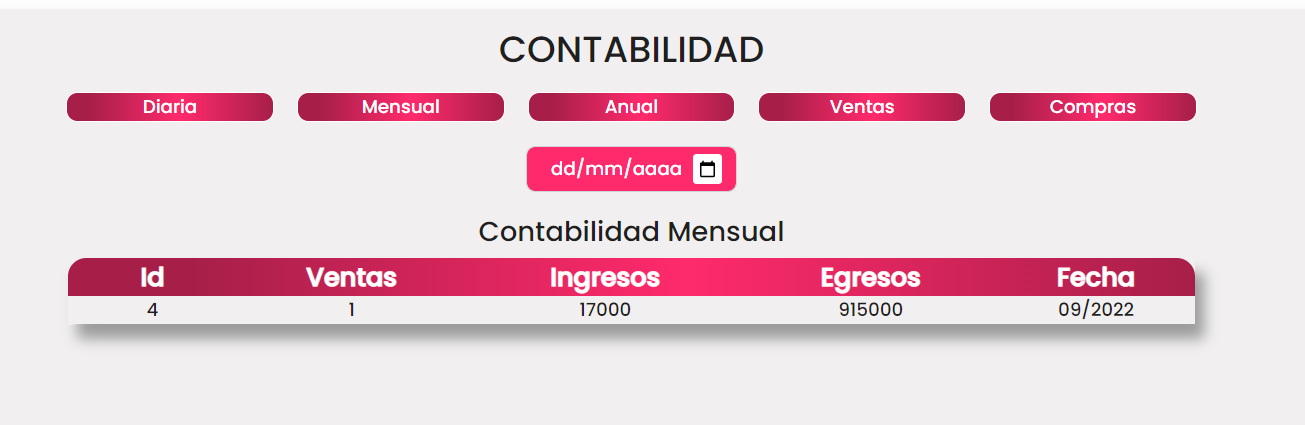 CONTABILIDAD
Diaria Mensual Anual Ventas Compras
dd/mm/aaaa
Contabilidad Mensual
Id Ventas Ingresos Egresos Fecha
4 1 17000 915000 09/2022